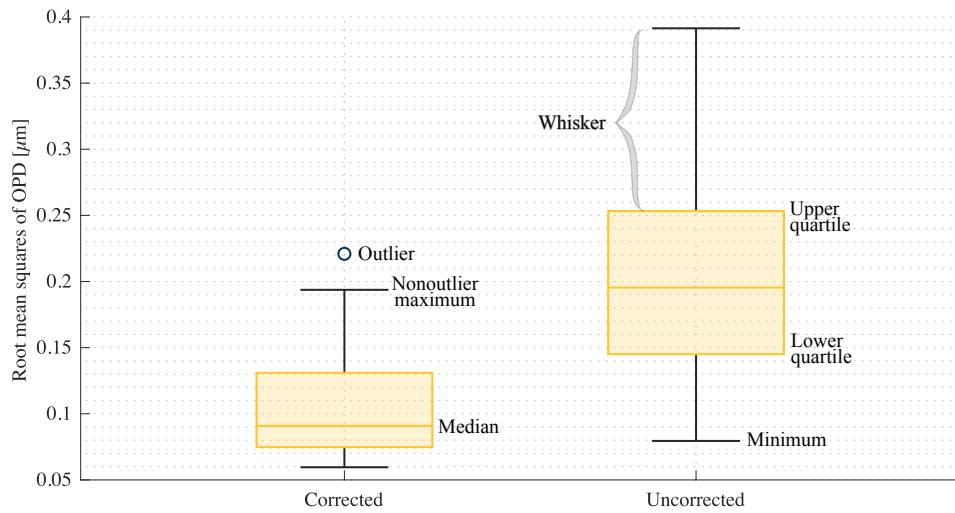 0.4
0.35
0.3
0.25
0.2
0.15
0.1
0.05
Root mean squares of OPD [μm]
Whisker
Upper
quartile
Outlier
Nonoutlier
maximum
Lower
quartile
Median
Minimum
Corrected
Uncorrected